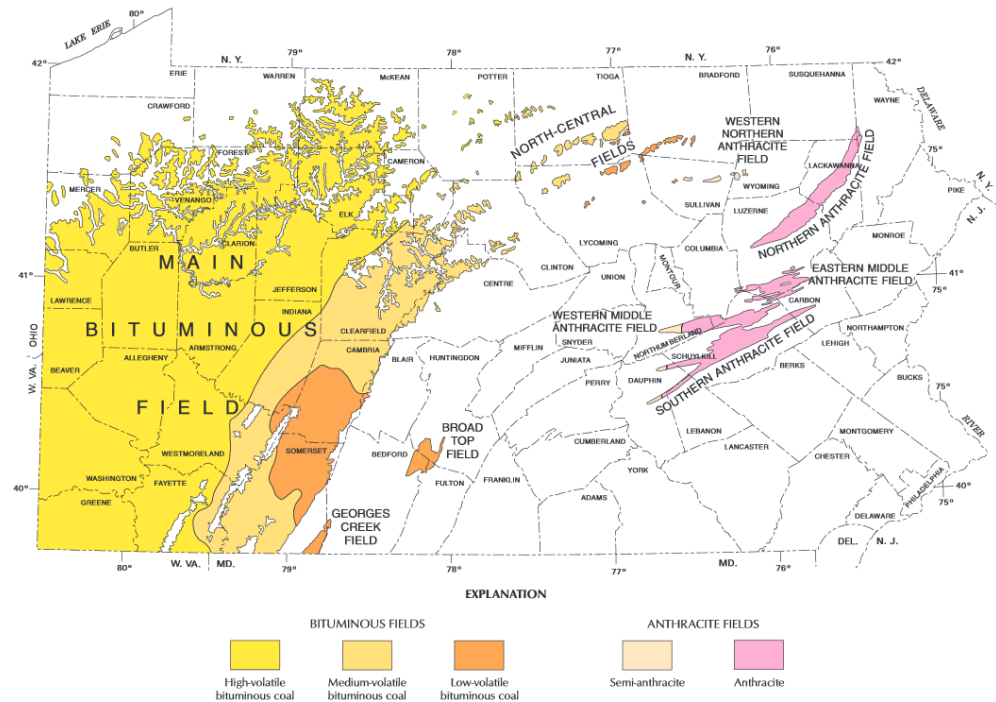 LAKE ERIE
80°
79°
78°
77°
76°
42°
N. Y.
N. Y.
42°
ERIE
WARREN
McKEAN
POTTER
TIOGA
BRADFORD
SUSQUEHANNA
WAYNE
DELAWARE
CRAWFORD
NORTH-CENTRAL
FIELDS
WESTERN
NORTHERN
ANTHRACITE
FIELD
75°
FOREST
CAMERON
LACKAWANNA
MERCER
VENANGO
ELK
SULLIVAN
WYOMING
LUZERNE
NORTHERN ANTHRACITE FIELD
PIKE
N. Y.
N. J.
MONROE
BUTLER
CLARION
MAIN
LYCOMING
COLUMBIA
MONTOUR
CLINTON
UNION
CENTRE
EASTERN MIDDLE
ANTHRACITE FIELD
41°
41°
75°
JEFFERSON
LAWRENCE
INDIANA
CARBON
BITUMINOUS
CLEARFIELD
WESTERN MIDDLE
ANTHRACITE FIELD
NORTHAMPTON
OHIO
W. VA.
ARMSTRONG
ALLEGHENY
CAMBRIA
BLAIR
HUNTINGDON
MIFFLIN
SNYDER
JUNIATA
NORTHUMBERLAND
SCHUYLKILL
LEHIGH
BEAVER
PERRY
DAUPHIN
SOUTHERN ANTHRACITE FIELD
BERKS
BUCKS
75°
FIELD
BROAD
TOP
FIELD
RIVER
LEBANON
MONTGOMERY
WESTMORELAND
SOMERSET
BEDFORD
CUMBERLAND
LANCASTER
CHESTER
WASHINGTON
FAYETTE
FULTON
FRANKLIN
YORK
PHILADELPHIA
40°
40°
75°
GREENE
ADAMS
GEORGES
CREEK
FIELD
DELAWARE
DEL.
N. J.
80°
W. VA.
MD.
79°
78°
77°
MD.
76°
EXPLANATION
BITUMINOUS FIELDS
ANTHRACITE FIELDS
High-volatile
bituminous coal
Medium-volatile
bituminous coal
Low-volatile
bituminous coal
Semi-anthracite
Anthracite